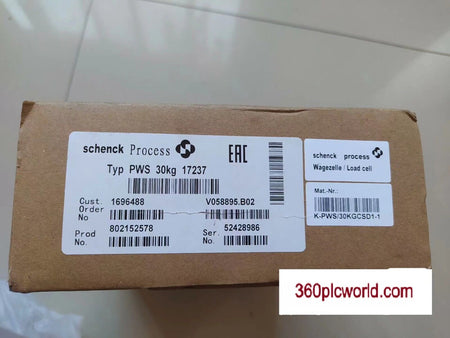 schenck Process
EAC
Typ PWS 30kg 17237
Cust. Order No 1696488
V058895.B02
Prod No. 802152578
Ser. No. 52428986
schenck process
Wägezelle / Load cell
Mat.-Nr.:
K-PWS/30KGCSD1-1
360plcworld.com